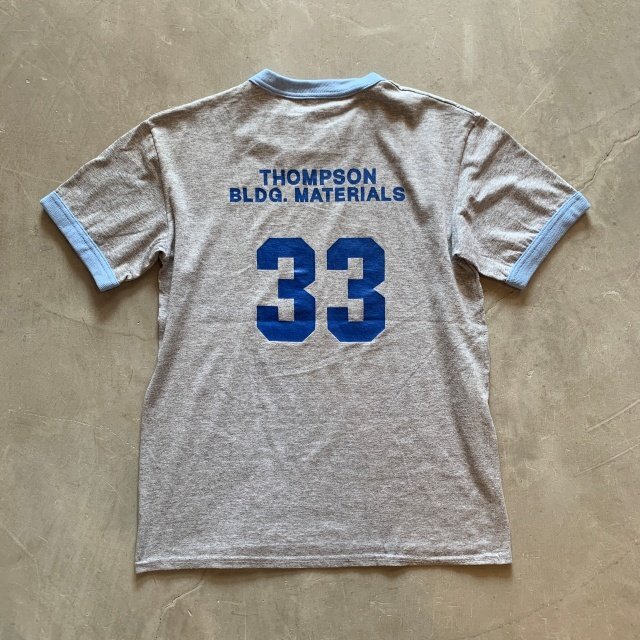 THOMPSON
BLDG. MATERIALS
33